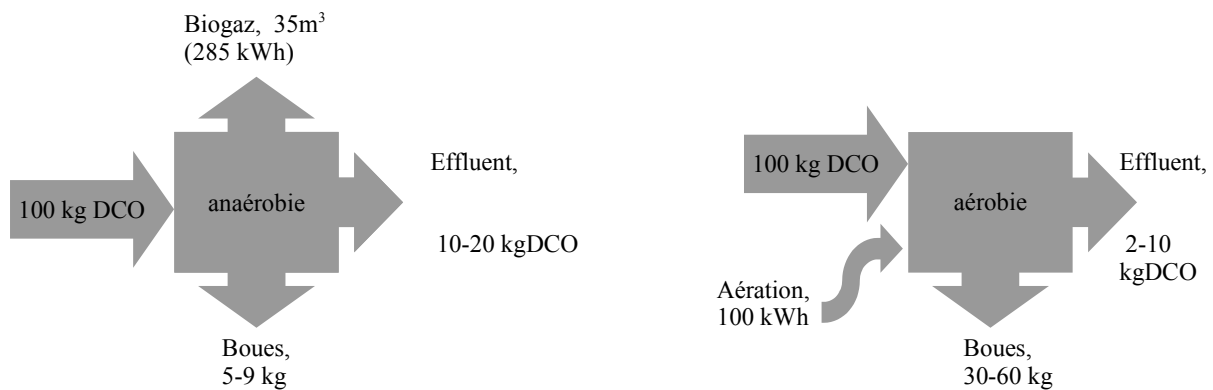 Biogaz, 35m³
(285 kWh)
100 kg DCO
anaérobie
Effluent,
10-20 kgDCO
Boues,
5-9 kg
100 kg DCO
aérobie
Effluent,
2-10
kgDCO
Aération,
100 kWh
Boues,
30-60 kg